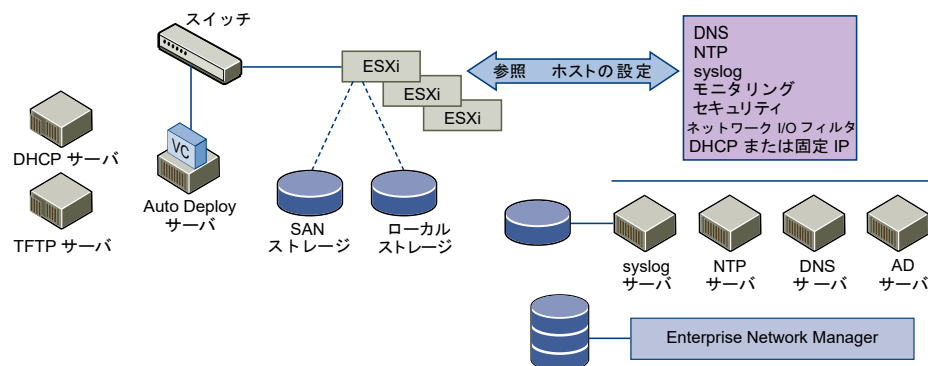 スイッチ
ESXi
ESXi
ESXi
参照 ホストの設定
DNS
NTP
syslog
モニタリング
セキュリティ
ネットワーク I/O フィルタ
DHCP または固定 IP
DHCP サーバ
TFTP サーバ
VC
Auto Deploy
サーバ
SAN
ストレージ
ローカル
ストレージ
syslog
サーバ
NTP
サーバ
DNS
サーバ
AD
サーバ
Enterprise Network Manager